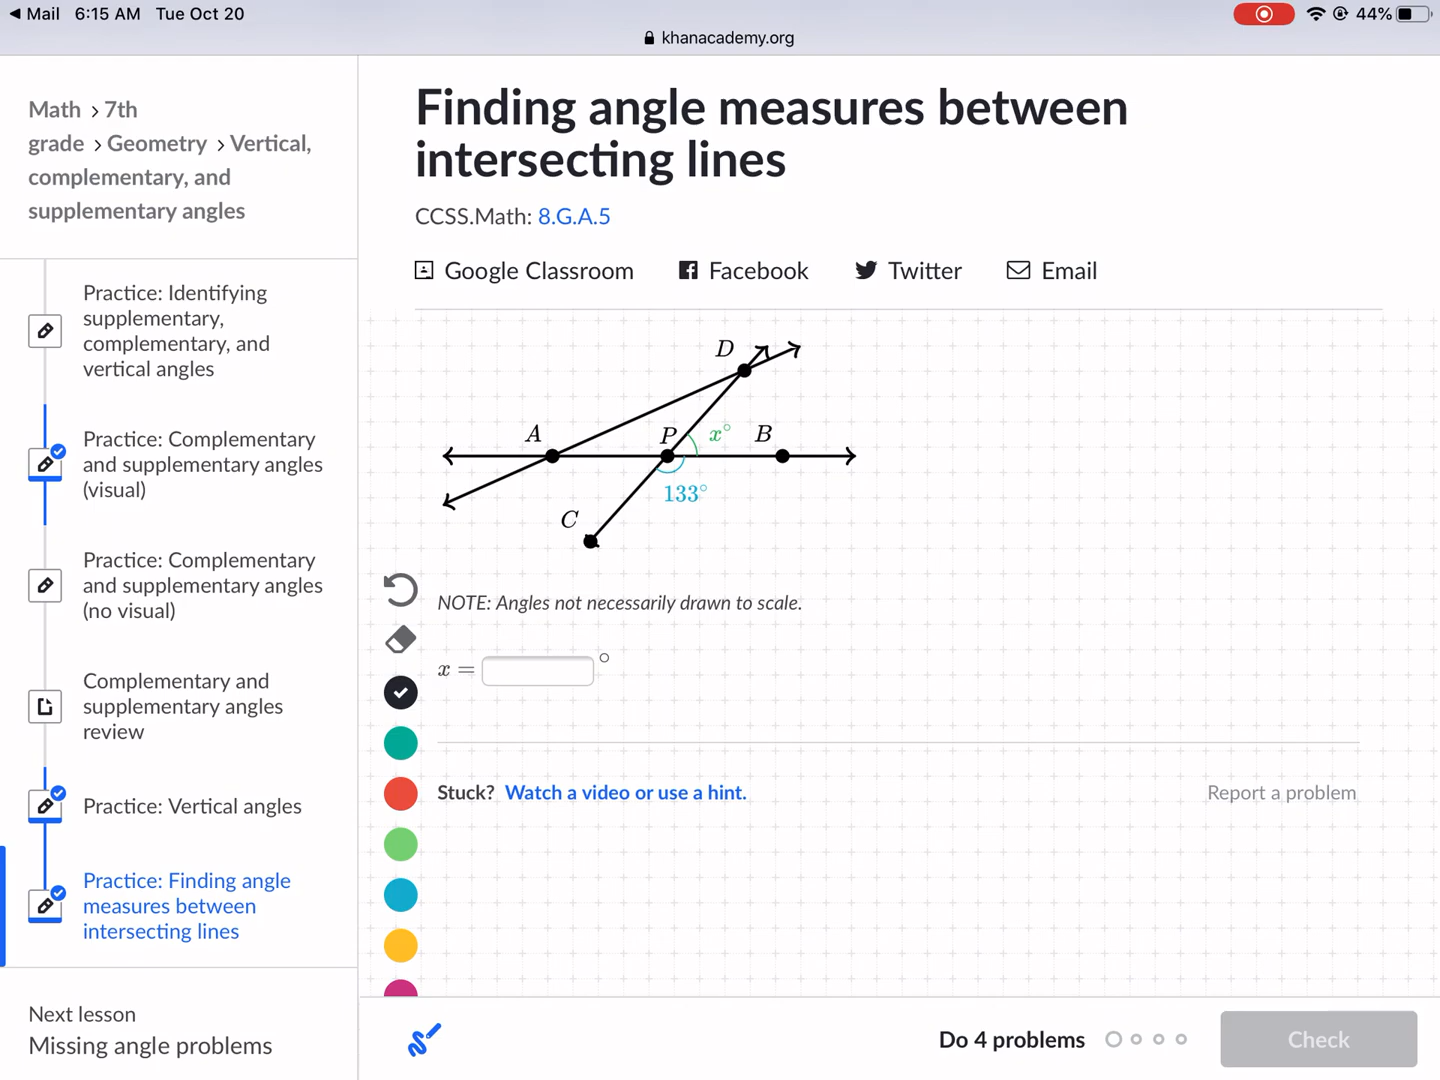 Mail 6:15 AM Tue Oct 20
44%
khanacademy.org
Math > 7th
grade > Geometry > Vertical,
complementary, and
supplementary angles
Practice: Identifying
supplementary,
complementary, and
vertical angles
Practice: Complementary
and supplementary angles
(visual)
Practice: Complementary
and supplementary angles
(no visual)
Complementary and
supplementary angles
review
Practice: Vertical angles
Practice: Finding angle
measures between
intersecting lines
Next lesson
Missing angle problems
Finding angle measures between
intersecting lines
CCSS.Math: 8.G.A.5
Google Classroom Facebook Twitter Email
D
A P x° B
133°
C
NOTE: Angles not necessarily drawn to scale.
x = °
Stuck? Watch a video or use a hint.
Report a problem
Do 4 problems
Check